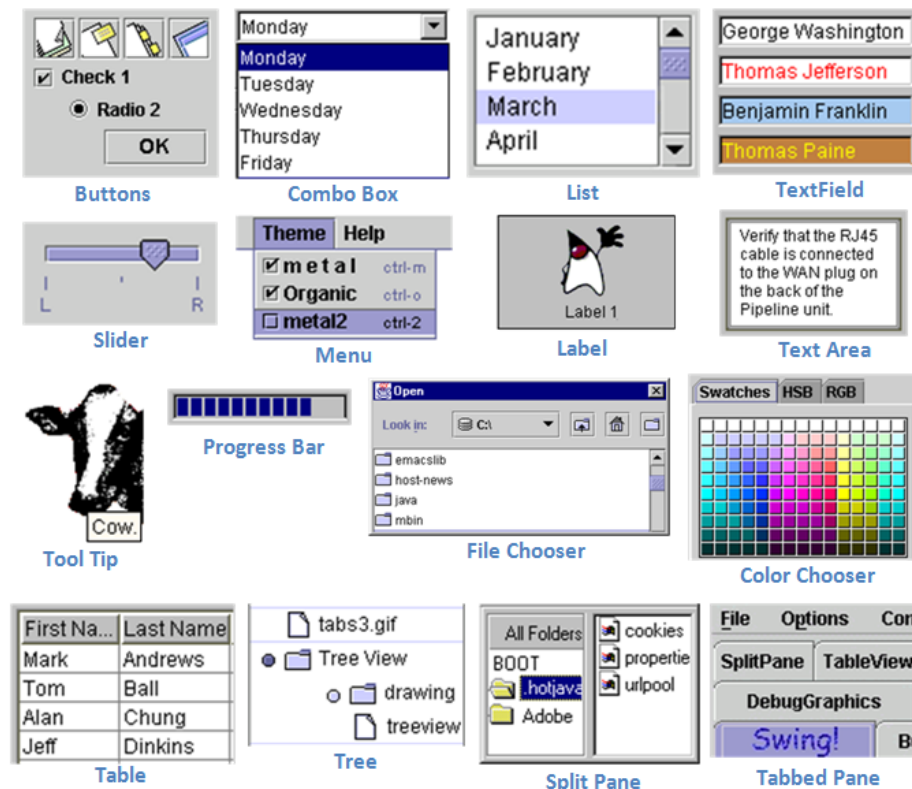 Check 1
Radio 2
OK
Buttons
Monday
Monday
Tuesday
Wednesday
Thursday
Friday
Combo Box
January
February
March
April
List
George Washington
Thomas Jefferson
Benjamin Franklin
Thomas Paine
TextField
L R
Slider
Theme Help
metal ctrl-m
Organic ctrl-o
metal2 ctrl-2
Menu
Label 1
Label
Verify that the RJ45
cable is connected
to the WAN plug on
the back of the
Pipeline unit.
Text Area
Cow.
Tool Tip
Progress Bar
Open
Look in: C:\
emacslib
host-news
java
mbin
File Chooser
Swatches HSB RGB
Color Chooser
First Na... Last Name
Mark Andrews
Tom Ball
Alan Chung
Jeff Dinkins
Table
tabs3.gif
Tree View
drawing
treeview
Tree
All Folders
BOOT
.hotjava
Adobe
cookies
propertie
urlpool
Split Pane
File Options Con
SplitPane TableView
DebugGraphics
Swing! B
Tabbed Pane